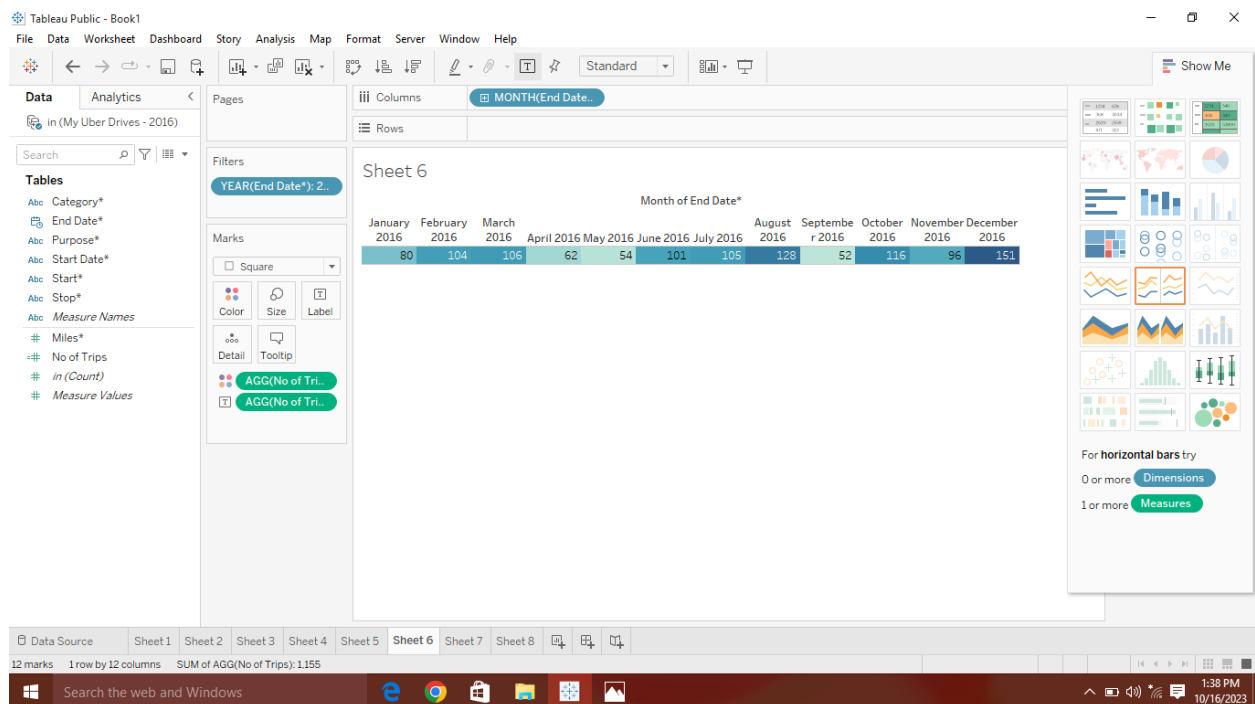 Tableau Public - Book1
File Data Worksheet Dashboard Story Analysis Map Format Server Window Help
Standard
Show Me
Data Analytics
in (My Uber Drives - 2016)
Search
Tables
Abc Category*
End Date*
Abc Purpose*
Abc Start Date*
Abc Start*
Abc Stop*
Abc Measure Names
# Miles*
=# No of Trips
# in (Count)
# Measure Values
Pages
Filters
YEAR(End Date*): 2..
Marks
Square
Color Size Label
Detail Tooltip
AGG(No of Tri..
AGG(No of Tri..
Columns MONTH(End Date..
Rows
Sheet 6
Month of End Date*
January February March August Septembe October November December
2016 2016 2016 April 2016 May 2016 June 2016 July 2016 2016 r 2016 2016 2016 2016
80 104 106 62 54 101 105 128 52 116 96 151
For horizontal bars try
0 or more Dimensions
1 or more Measures
Data Source Sheet 1 Sheet 2 Sheet 3 Sheet 4 Sheet 5 Sheet 6 Sheet 7 Sheet 8
12 marks 1 row by 12 columns SUM of AGG(No of Trips): 1,155
Search the web and Windows
1:38 PM
10/16/2023